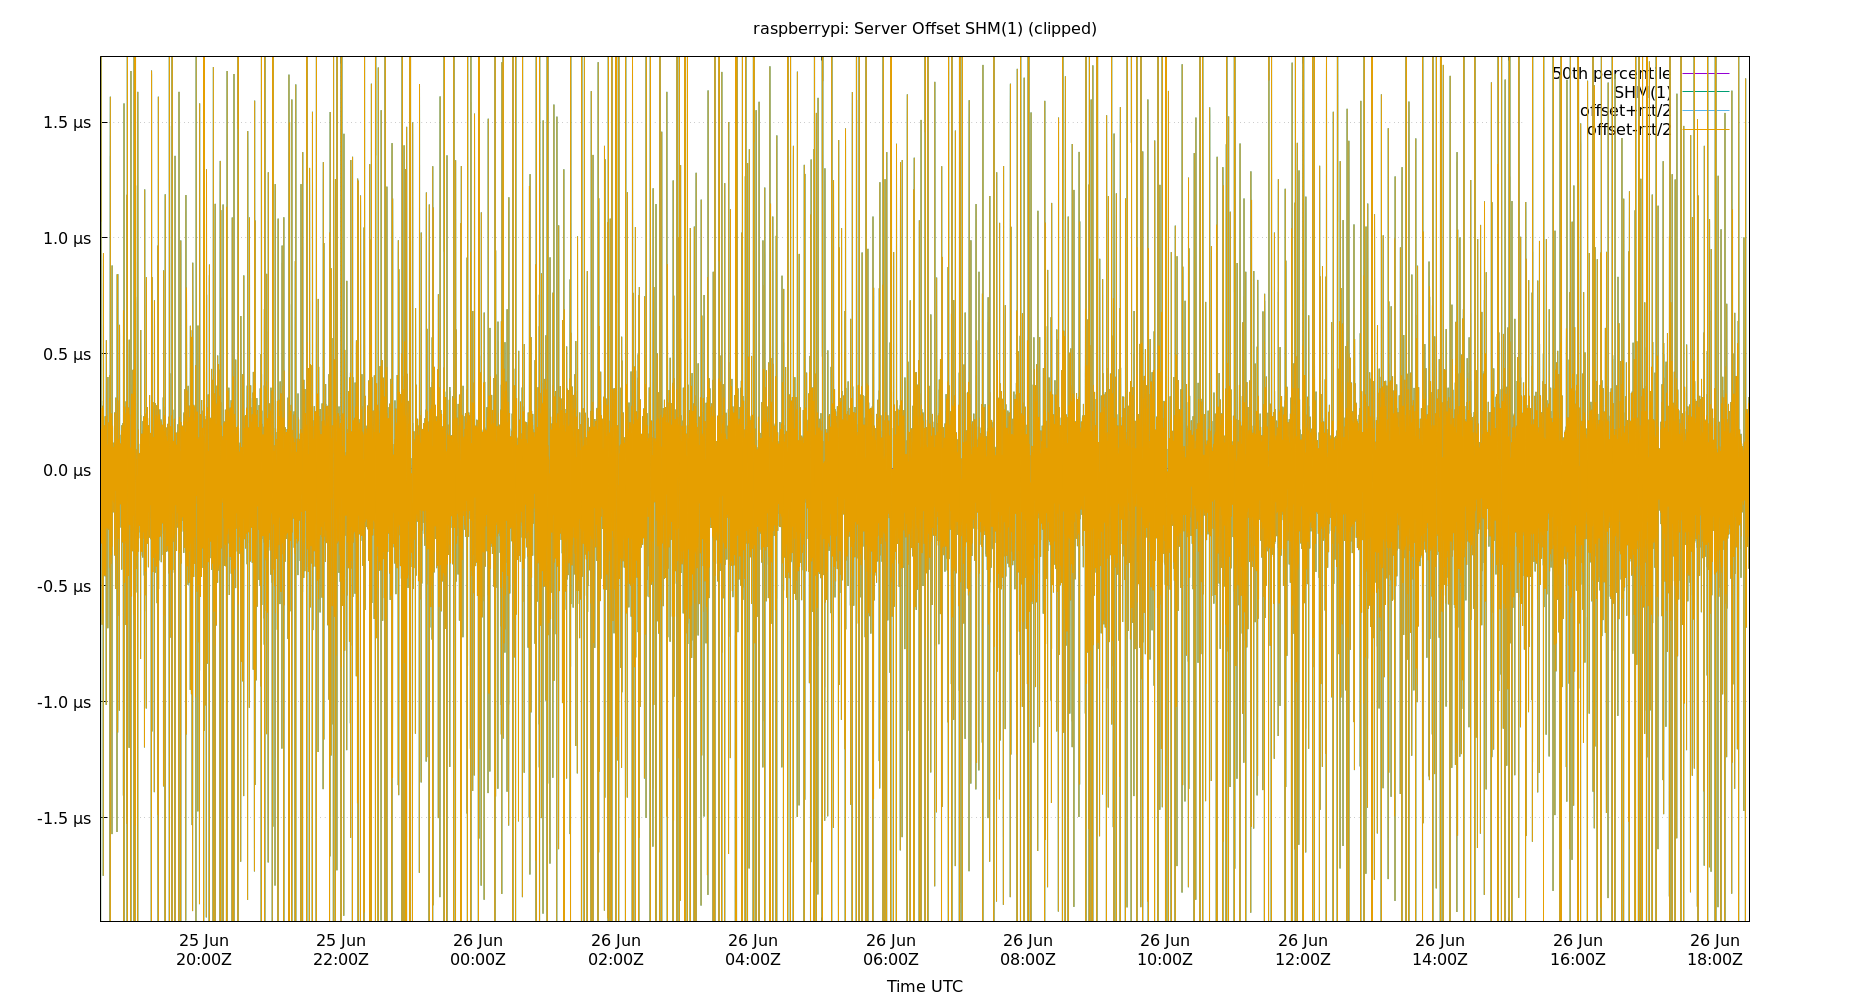 raspberrypi: Server Offset SHM(1) (clipped)
50th percentile
SHM(1)
offset+rtt/2
offset-rtt/2
1.5 µs
1.0 µs
0.5 µs
0.0 µs
-0.5 µs
-1.0 µs
-1.5 µs
25 Jun 25 Jun 26 Jun 26 Jun 26 Jun 26 Jun 26 Jun 26 Jun 26 Jun 26 Jun 26 Jun 26 Jun
20:00Z 22:00Z 00:00Z 02:00Z 04:00Z 06:00Z 08:00Z 10:00Z 12:00Z 14:00Z 16:00Z 18:00Z
Time UTC